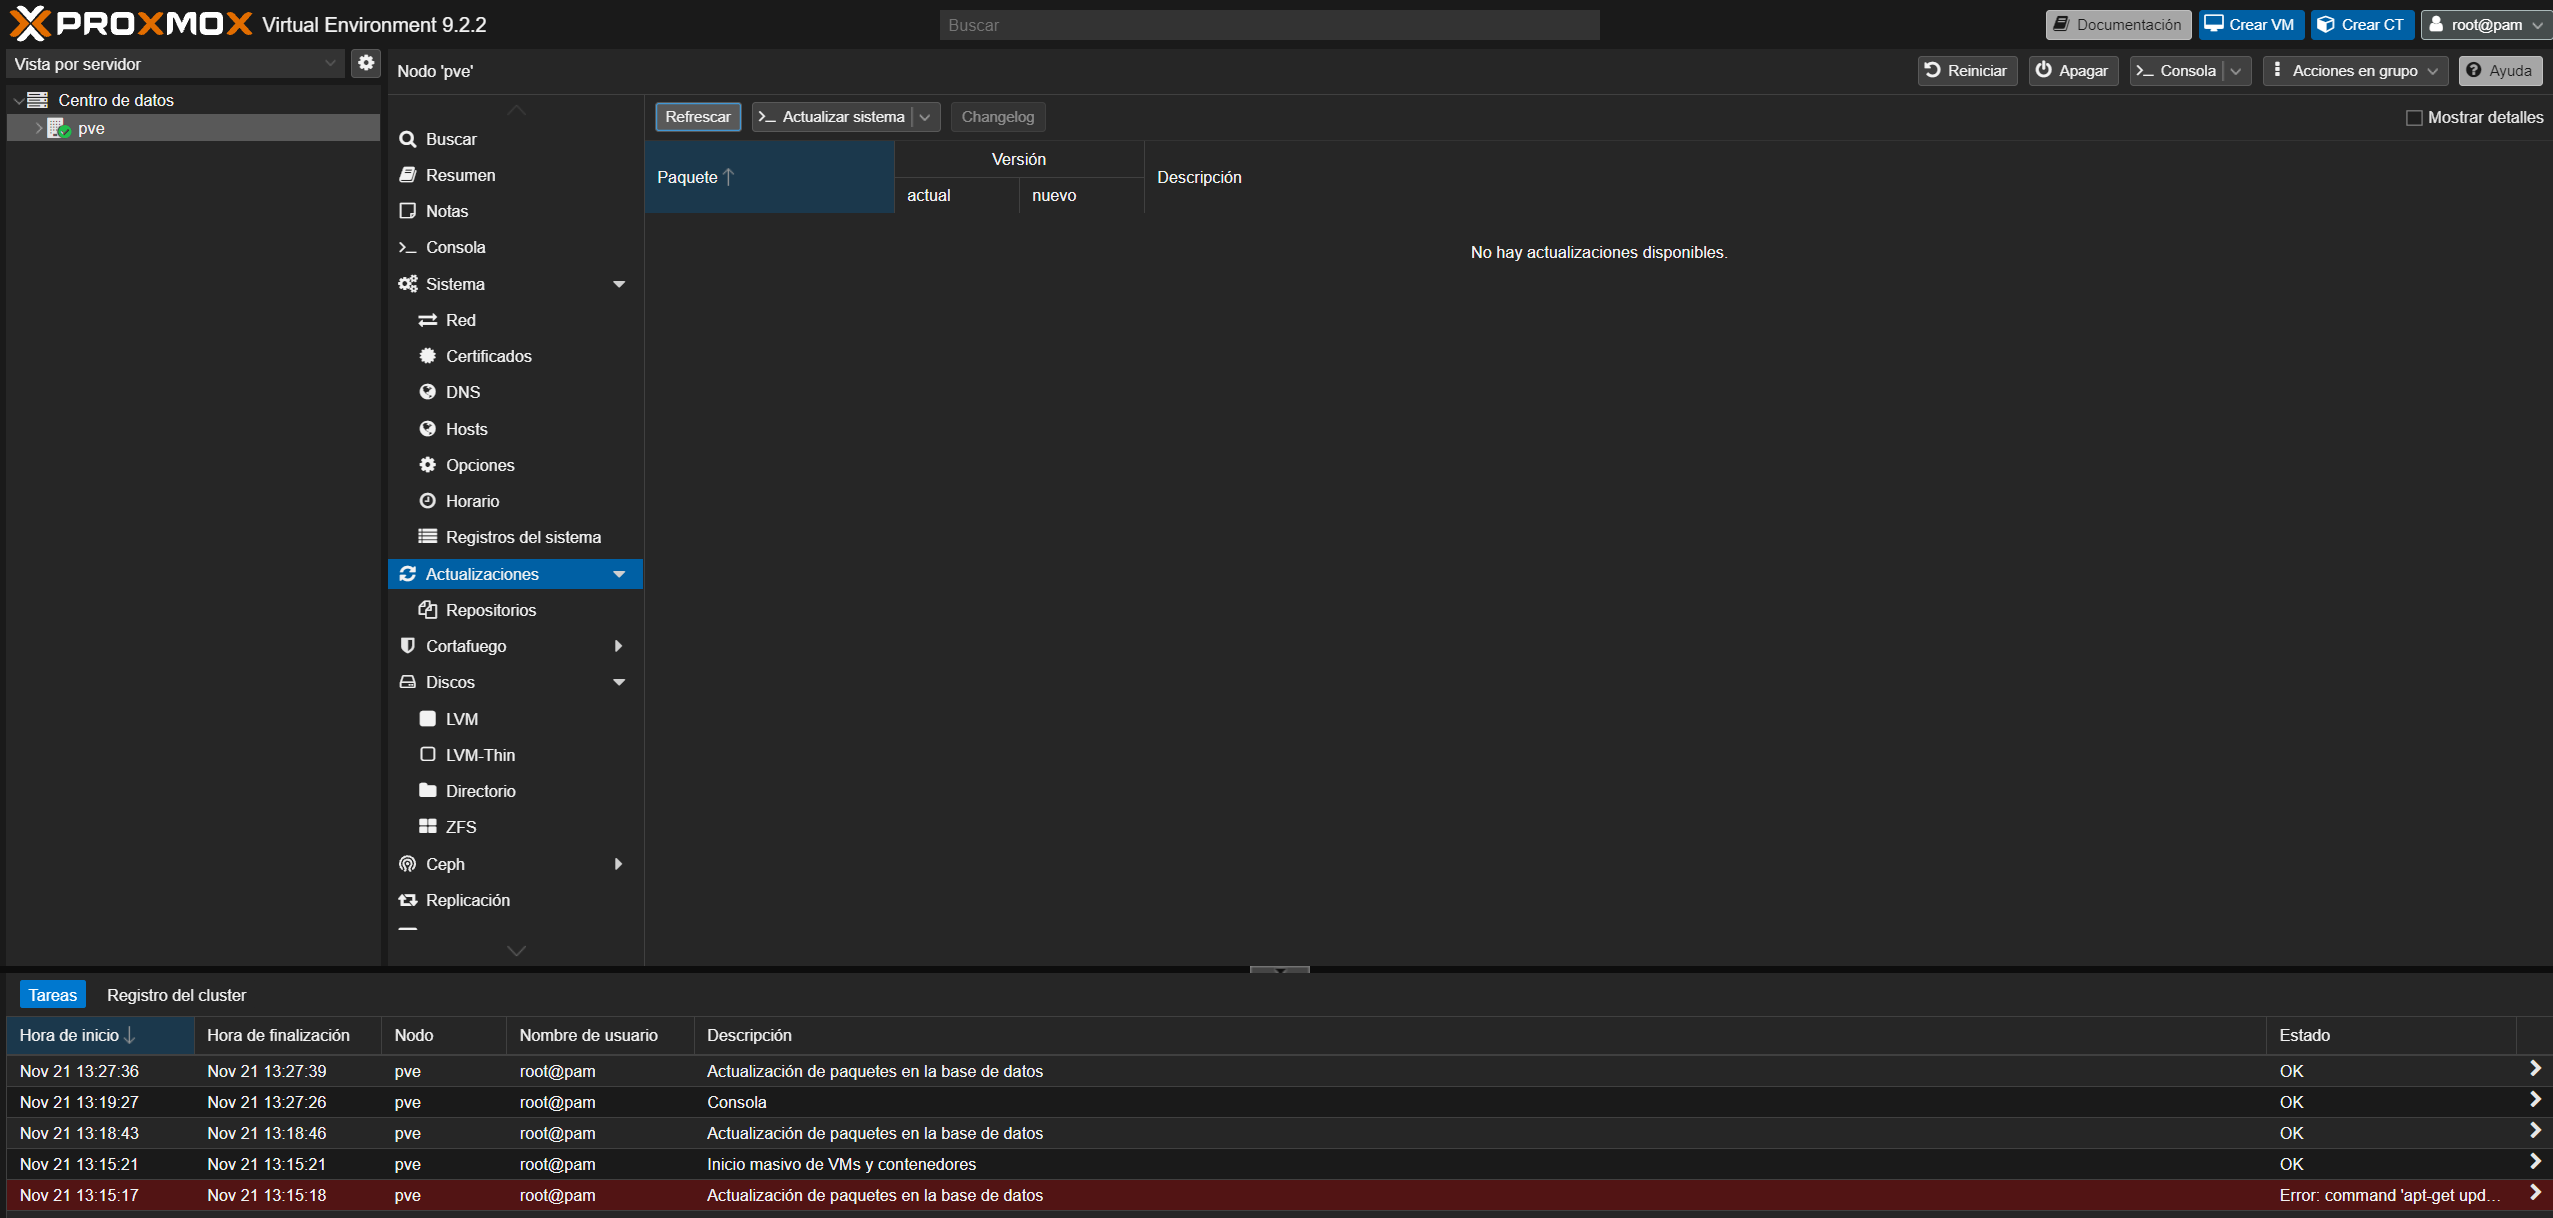 PROXMOX Virtual Environment 9.2.2
Buscar
Documentación
Crear VM
Crear CT
root@pam
Vista por servidor
Nodo 'pve'
Reiniciar
Apagar
Consola
Acciones en grupo
Ayuda
Centro de datos
pve
Buscar
Resumen
Notas
Consola
Sistema
Red
Certificados
DNS
Hosts
Opciones
Horario
Registros del sistema
Actualizaciones
Repositorios
Cortafuego
Discos
LVM
LVM-Thin
Directorio
ZFS
Ceph
Replicación
Refrescar
Actualizar sistema
Changelog
Mostrar detalles
Paquete
Versión
actual
nuevo
Descripción
No hay actualizaciones disponibles.
Tareas
Registro del cluster
Hora de inicio Hora de finalización Nodo Nombre de usuario Descripción Estado
Nov 21 13:27:36 Nov 21 13:27:39 pve root@pam Actualización de paquetes en la base de datos OK
Nov 21 13:19:27 Nov 21 13:27:26 pve root@pam Consola OK
Nov 21 13:18:43 Nov 21 13:18:46 pve root@pam Actualización de paquetes en la base de datos OK
Nov 21 13:15:21 Nov 21 13:15:21 pve root@pam Inicio masivo de VMs y contenedores OK
Nov 21 13:15:17 Nov 21 13:15:18 pve root@pam Actualización de paquetes en la base de datos Error: command 'apt-get upd...